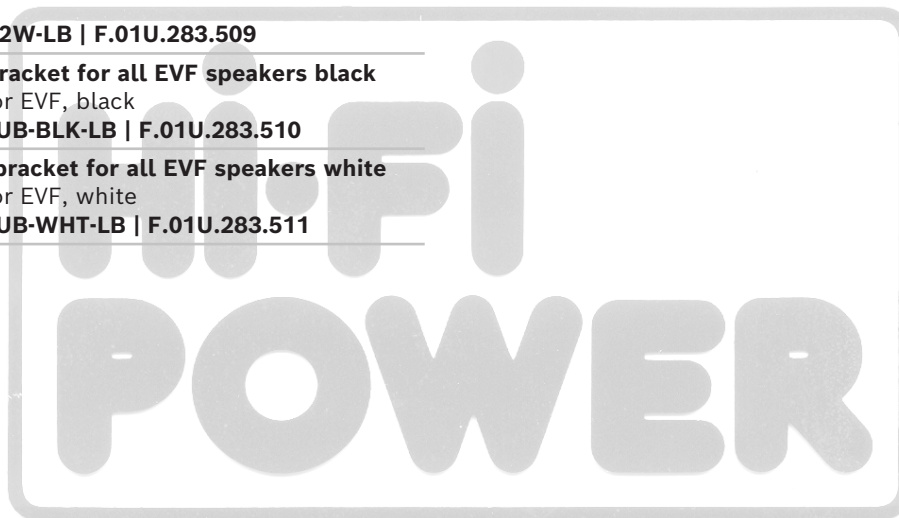 2W-LB | F.01U.283.509
racket for all EVF speakers black
or EVF, black
UB-BLK-LB | F.01U.283.510
bracket for all EVF speakers white
or EVF, white
UB-WHT-LB | F.01U.283.511
Hi-Fi
POWER